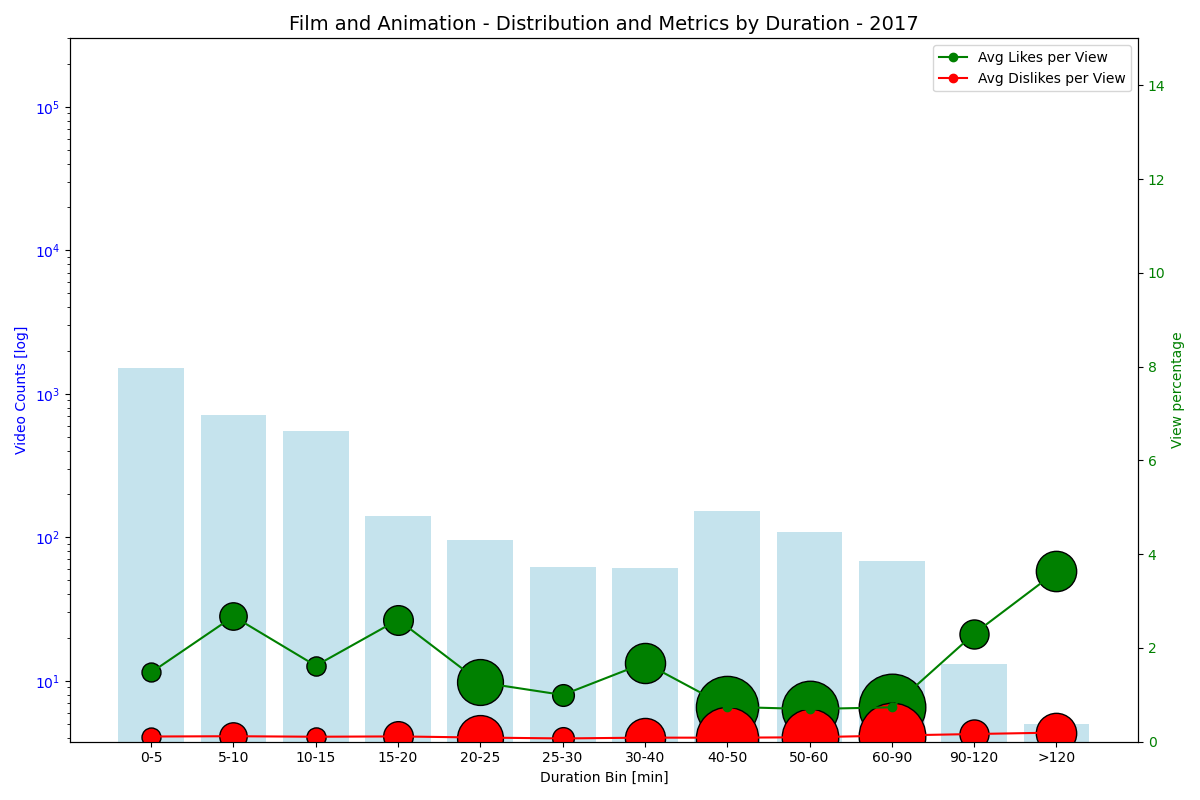 Film and Animation - Distribution and Metrics by Duration - 2017
Avg Likes per View
Avg Dislikes per View
Video Counts [log]
10^5
10^4
10^3
10^2
10^1
14
12
10
8
6
4
2
0
View percentage
0-5 5-10 10-15 15-20 20-25 25-30 30-40 40-50 50-60 60-90 90-120 >120
Duration Bin [min]